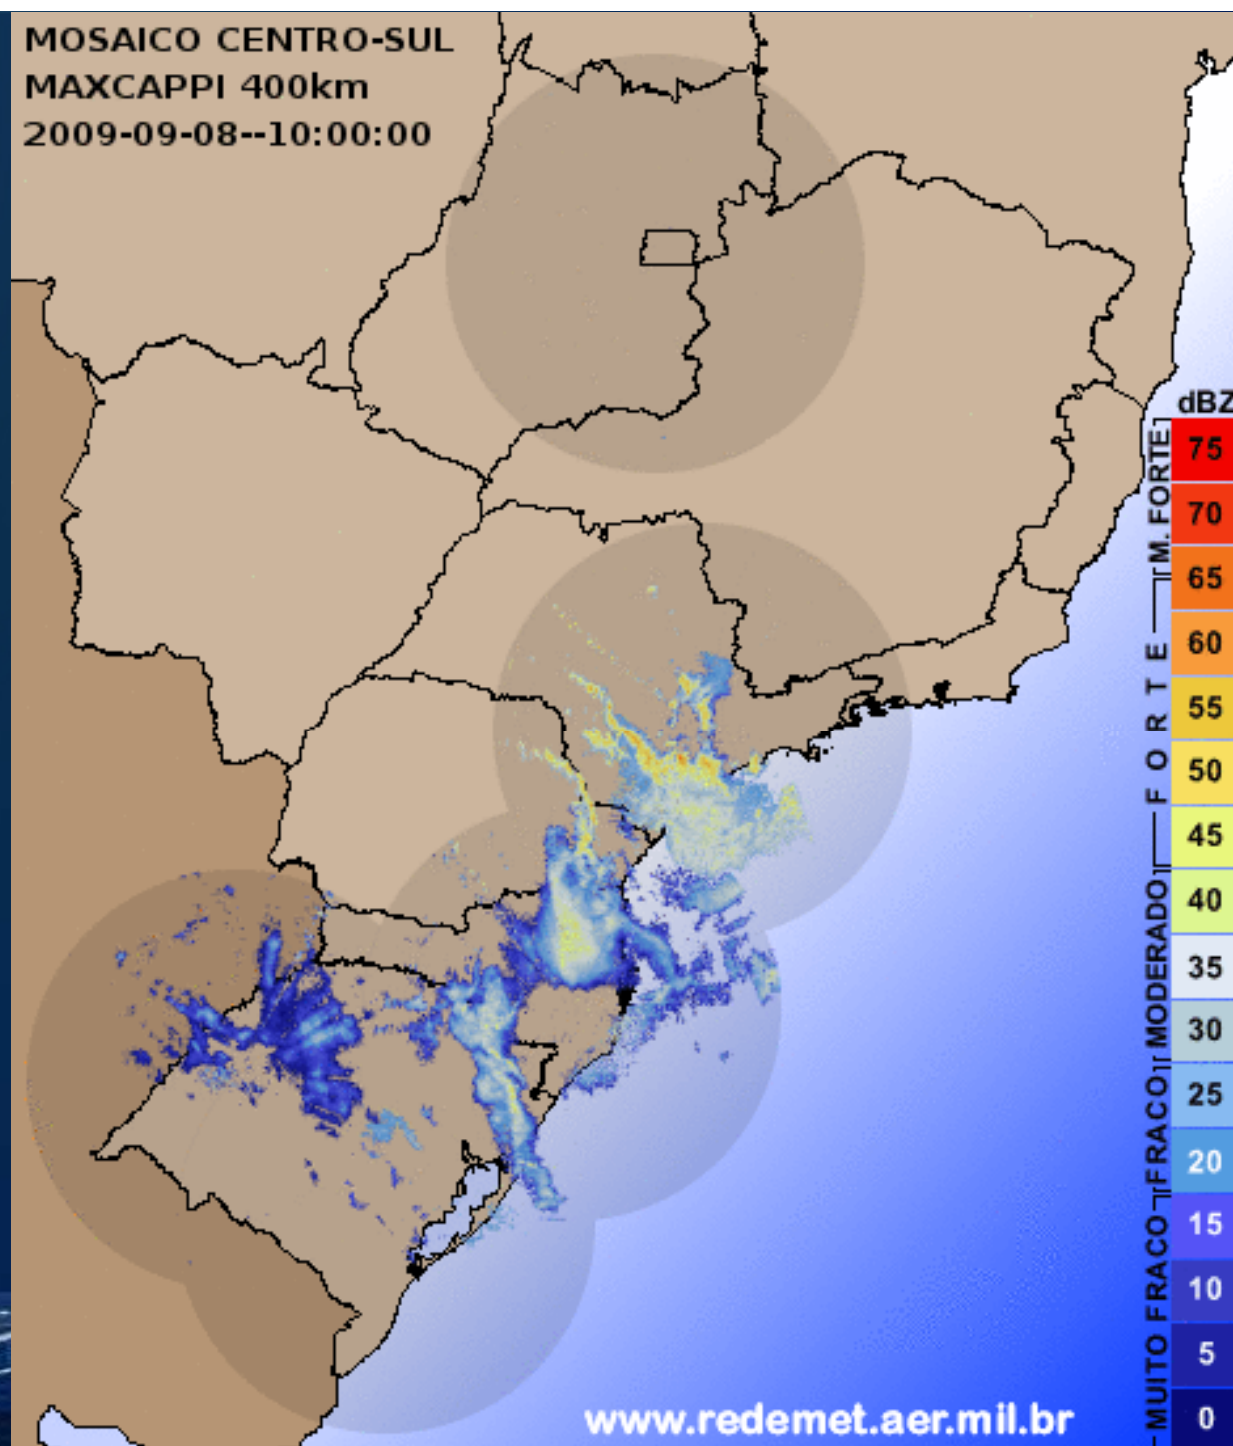 MOSAICO CENTRO-SUL
MAXCAPPI 400km
2009-09-08--10:00:00
dBZ
75
70
65
60
55
50
45
40
35
30
25
20
15
10
5
0
M. FORTE
FORTE
MODERADO
FRACO
MUITO FRACO
www.redemet.aer.mil.br